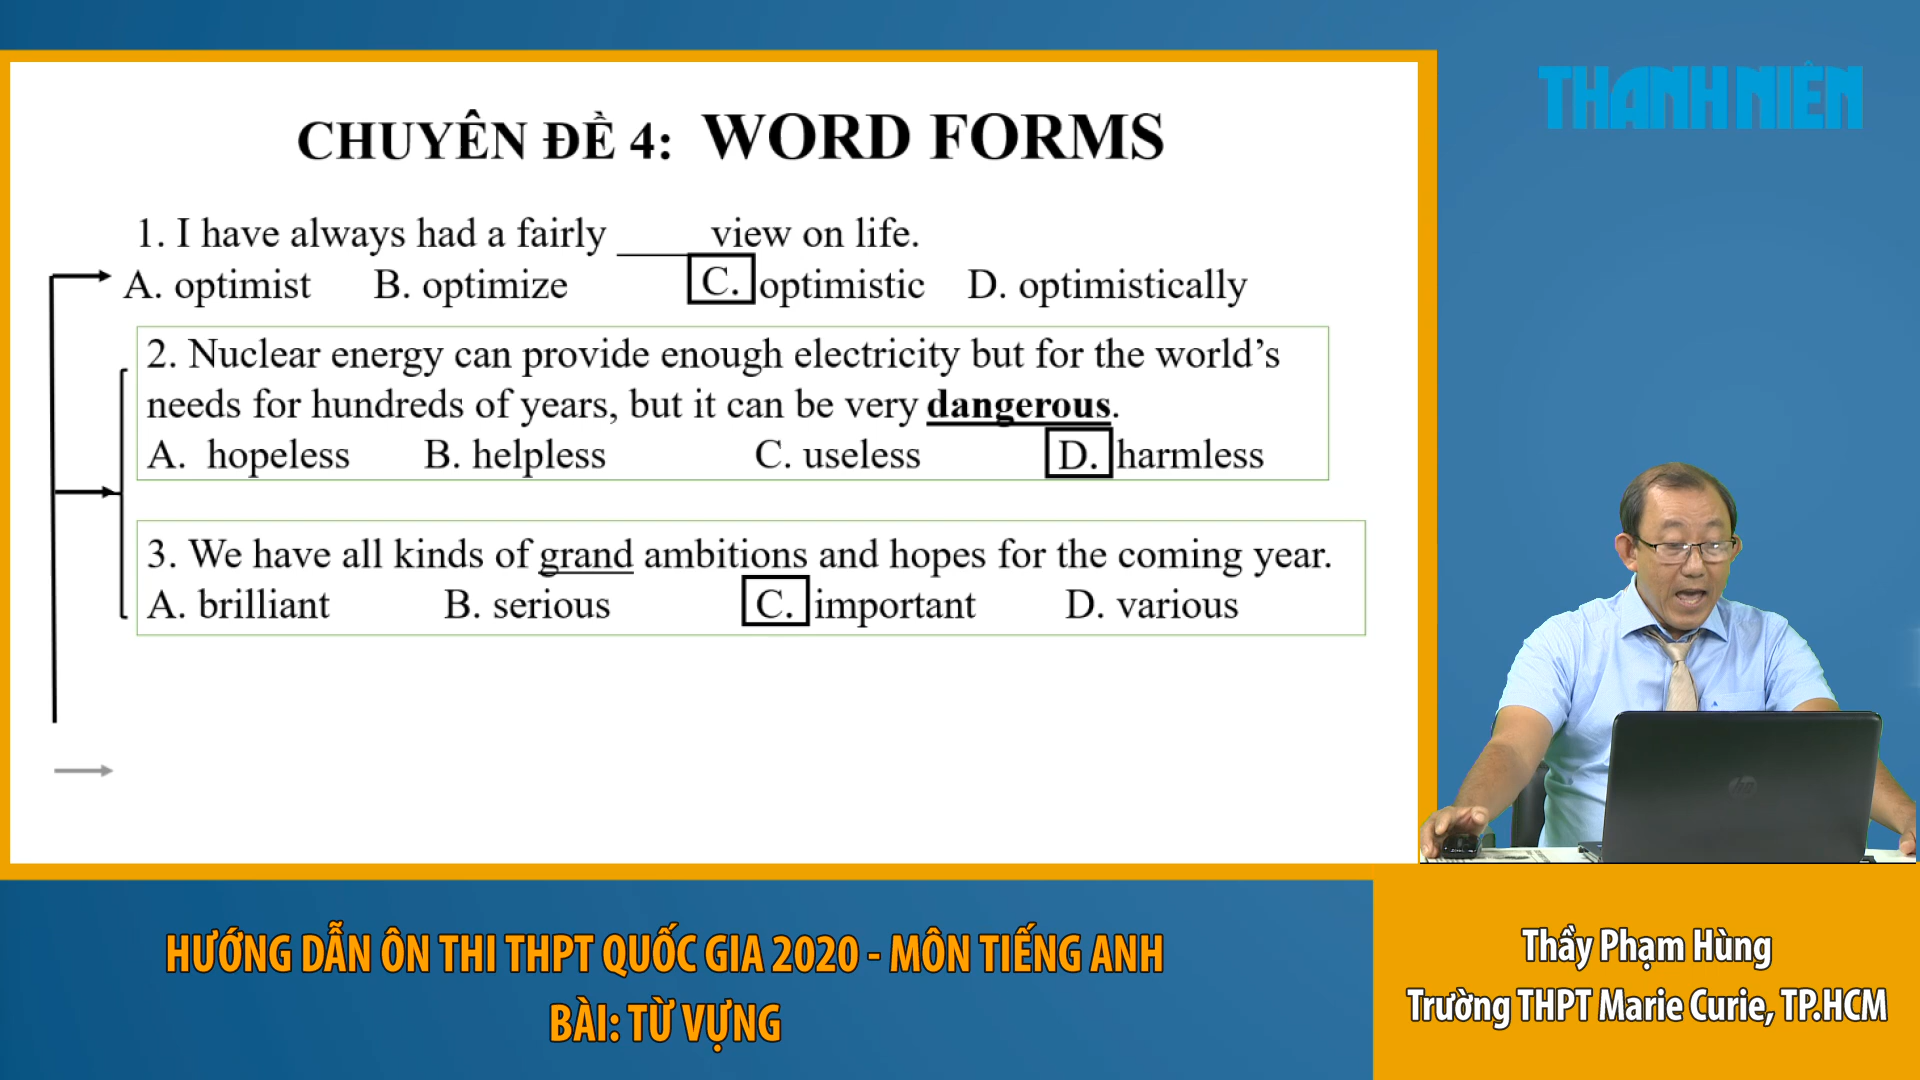 THANH NIÊN
CHUYÊN ĐỀ 4: WORD FORMS
1. I have always had a fairly ____ view on life.
A. optimist B. optimize C. optimistic D. optimistically
2. Nuclear energy can provide enough electricity but for the world’s
needs for hundreds of years, but it can be very dangerous.
A. hopeless B. helpless C. useless D. harmless
3. We have all kinds of grand ambitions and hopes for the coming year.
A. brilliant B. serious C. important D. various
HƯỚNG DẪN ÔN THI THPT QUỐC GIA 2020 - MÔN TIẾNG ANH
BÀI: TỪ VỰNG
Thầy Phạm Hùng
Trường THPT Marie Curie, TP.HCM